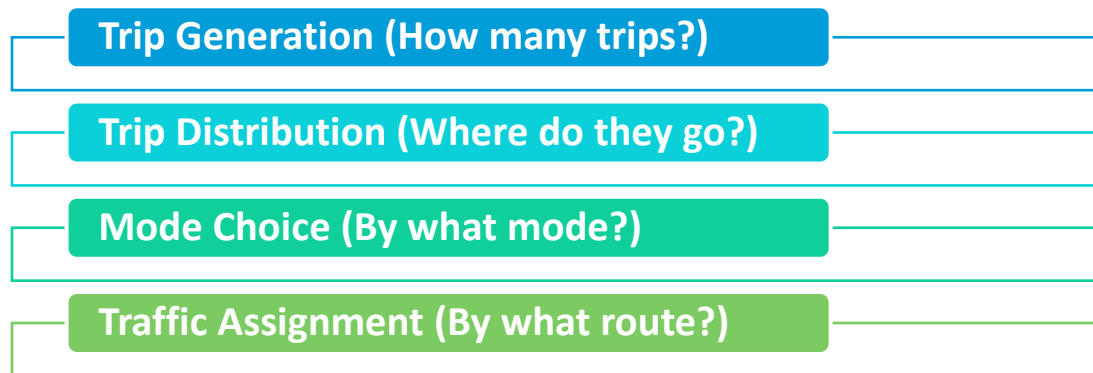 Trip Generation (How many trips?)
Trip Distribution (Where do they go?)
Mode Choice (By what mode?)
Traffic Assignment (By what route?)